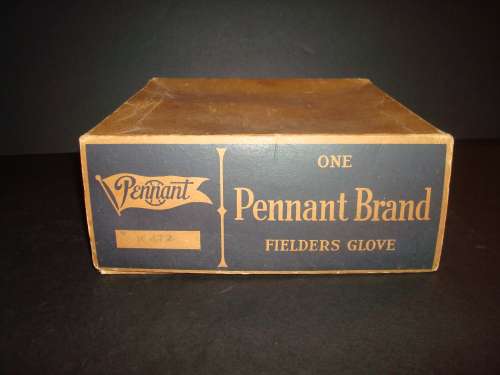 Pennant
ONE
Pennant Brand
FIELDERS GLOVE